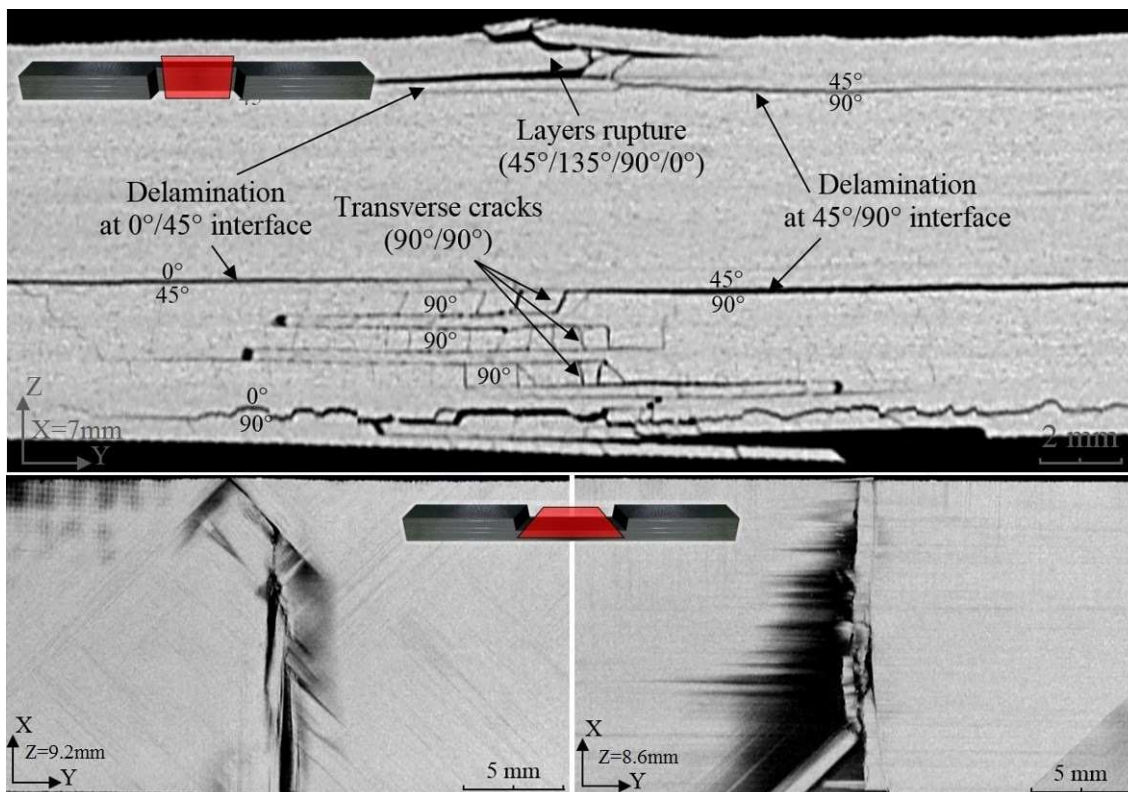 45°
90°
Layers rupture
(45°/135°/90°/0°)
Delamination
at 0°/45° interface
Transverse cracks
(90°/90°)
Delamination
at 45°/90° interface
0°
45°
45°
90°
90°
90°
90°
0°
90°
Z
X=7mm
Y
2 mm
X
Z=9.2mm
Y
5 mm
X
Z=8.6mm
Y
5 mm